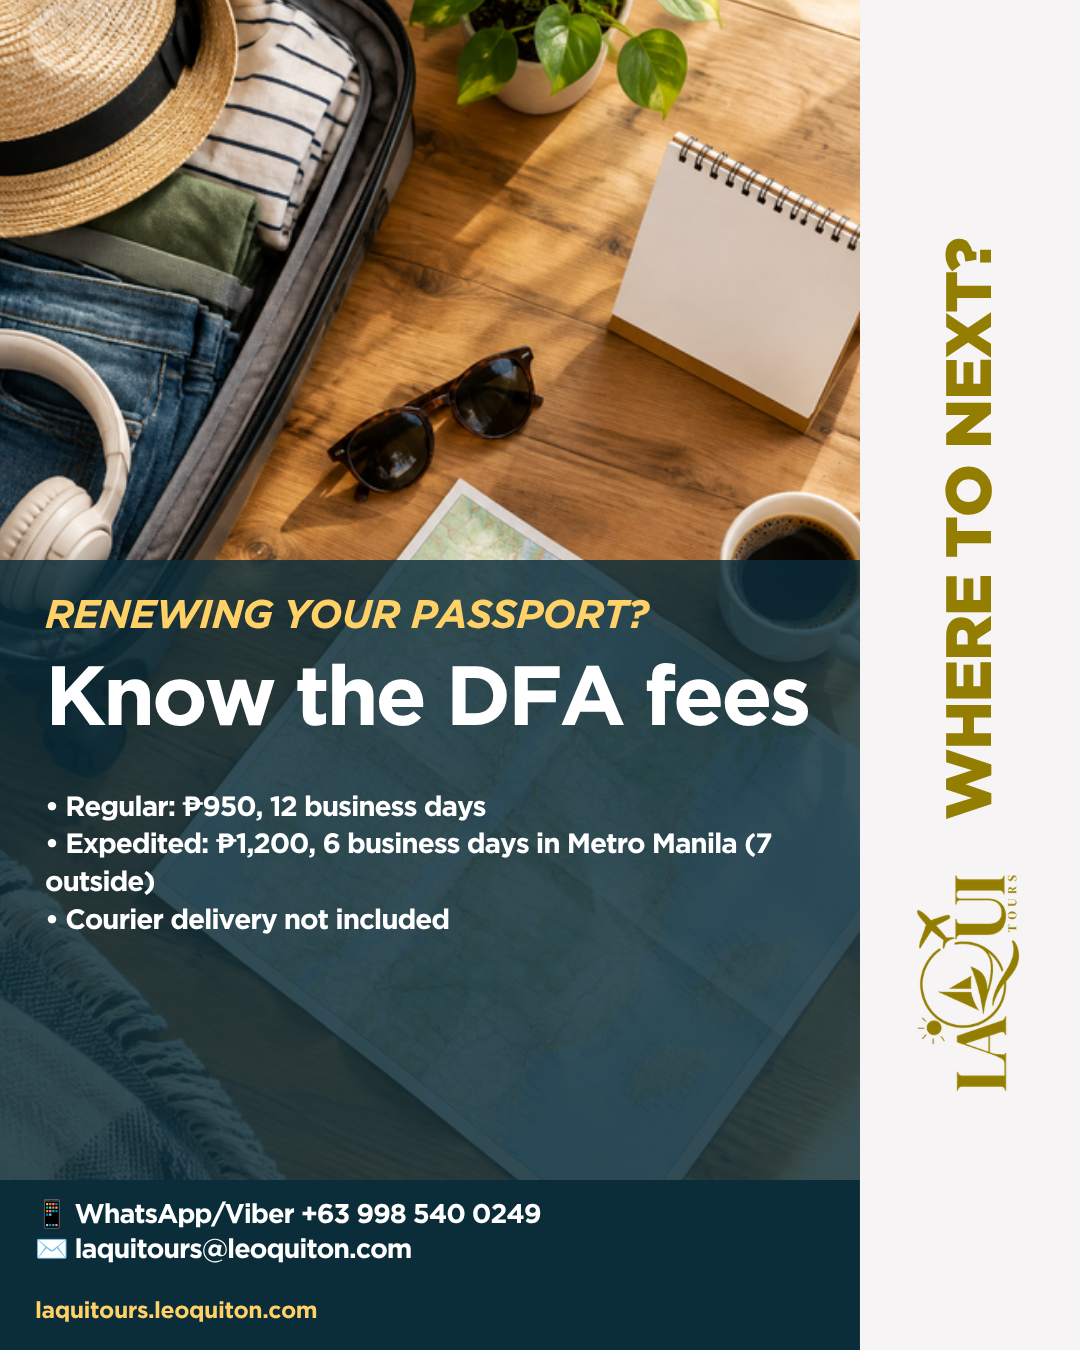 RENEWING YOUR PASSPORT?
Know the DFA fees
• Regular: ₱950, 12 business days
• Expedited: ₱1,200, 6 business days in Metro Manila (7
outside)
• Courier delivery not included
📱 WhatsApp/Viber +63 998 540 0249
✉️ laquitours@leoquiton.com
laquitours.leoquiton.com
WHERE TO NEXT?
LAQUI
TOURS